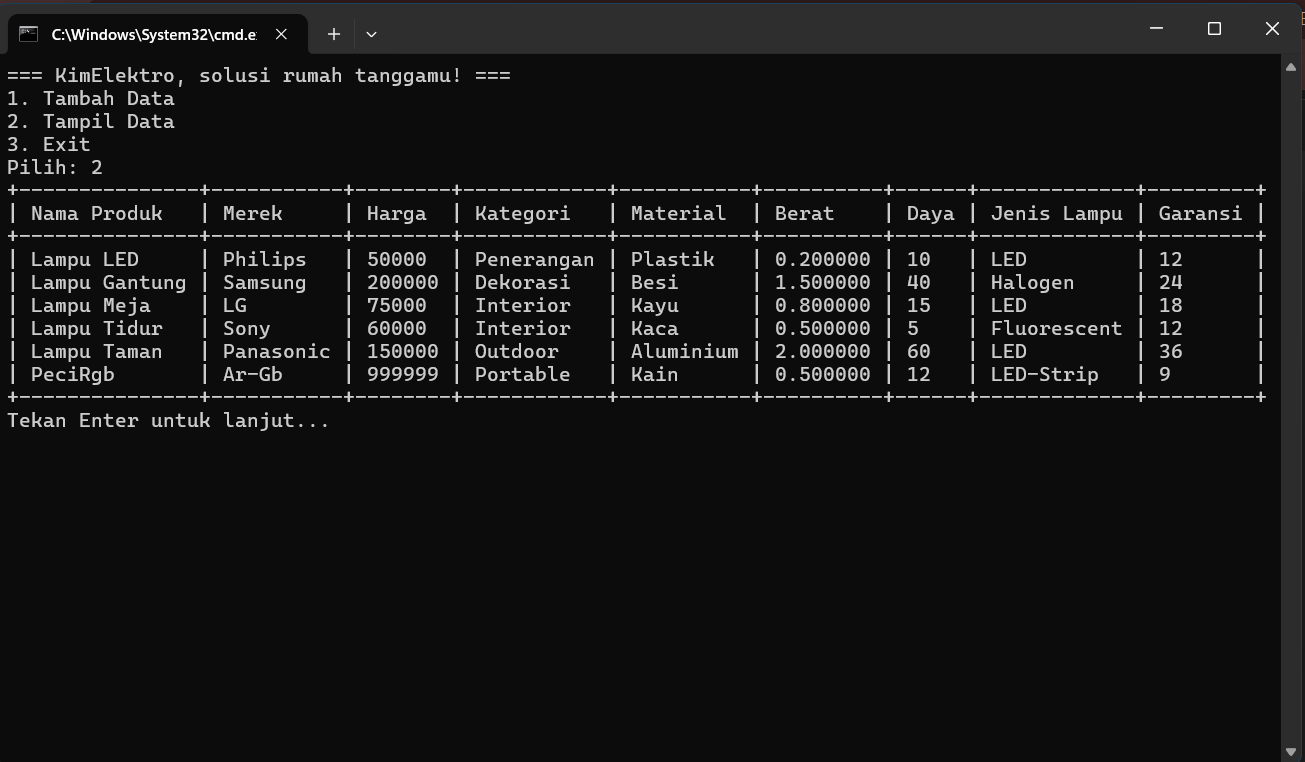 C:\Windows\System32\cmd.e
=== KimElektro, solusi rumah tanggamu! ===
1. Tambah Data
2. Tampil Data
3. Exit
Pilih: 2
+---------------+-----------+--------+------------+-----------+----------+------+-------------+---------+
| Nama Produk   | Merek     | Harga  | Kategori   | Material  | Berat    | Daya | Jenis Lampu | Garansi |
+---------------+-----------+--------+------------+-----------+----------+------+-------------+---------+
| Lampu LED     | Philips   | 50000  | Penerangan | Plastik   | 0.200000 | 10   | LED         | 12      |
| Lampu Gantung | Samsung   | 200000 | Dekorasi   | Besi      | 1.500000 | 40   | Halogen     | 24      |
| Lampu Meja    | LG        | 75000  | Interior   | Kayu      | 0.800000 | 15   | LED         | 18      |
| Lampu Tidur   | Sony      | 60000  | Interior   | Kaca      | 0.500000 | 5    | Fluorescent | 12      |
| Lampu Taman   | Panasonic | 150000 | Outdoor    | Aluminium | 2.000000 | 60   | LED         | 36      |
| PeciRgb       | Ar-Gb     | 999999 | Portable   | Kain      | 0.500000 | 12   | LED-Strip   | 9       |
+---------------+-----------+--------+------------+-----------+----------+------+-------------+---------+
Tekan Enter untuk lanjut...